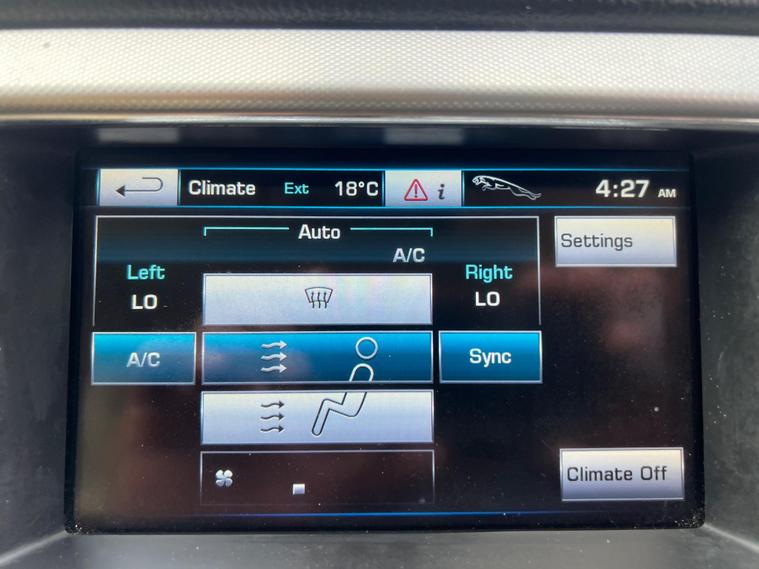 Climate Ext 18°C i 4:27 AM
Auto
Settings
A/C
Left
Right
LO
LO
A/C
Sync
Climate Off